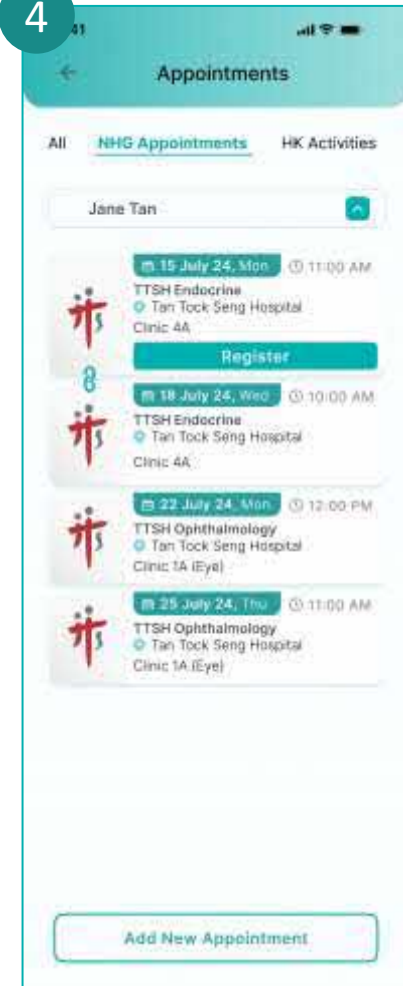 4
41
Appointments
All NHG Appointments HK Activities
Jane Tan
15 July 24, Mon 11:00 AM
TTSH Endocrine
Tan Tock Seng Hospital
Clinic 4A
Register
18 July 24, Wed 10:00 AM
TTSH Endocrine
Tan Tock Seng Hospital
Clinic 4A
22 July 24, Mon 12:00 PM
TTSH Ophthalmology
Tan Tock Seng Hospital
Clinic 1A (Eye)
25 July 24, Thu 11:00 AM
TTSH Ophthalmology
Tan Tock Seng Hospital
Clinic 1A (Eye)
Add New Appointment